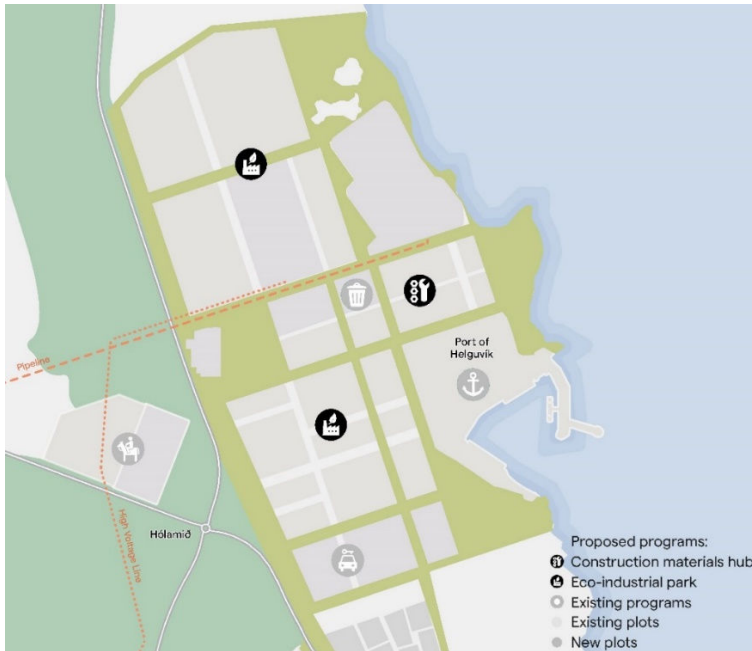 Port of
Helguvík
Pipeline
High Voltage Line
Hólamið
Proposed programs:
Construction materials hub
Eco-industrial park
Existing programs
Existing plots
New plots